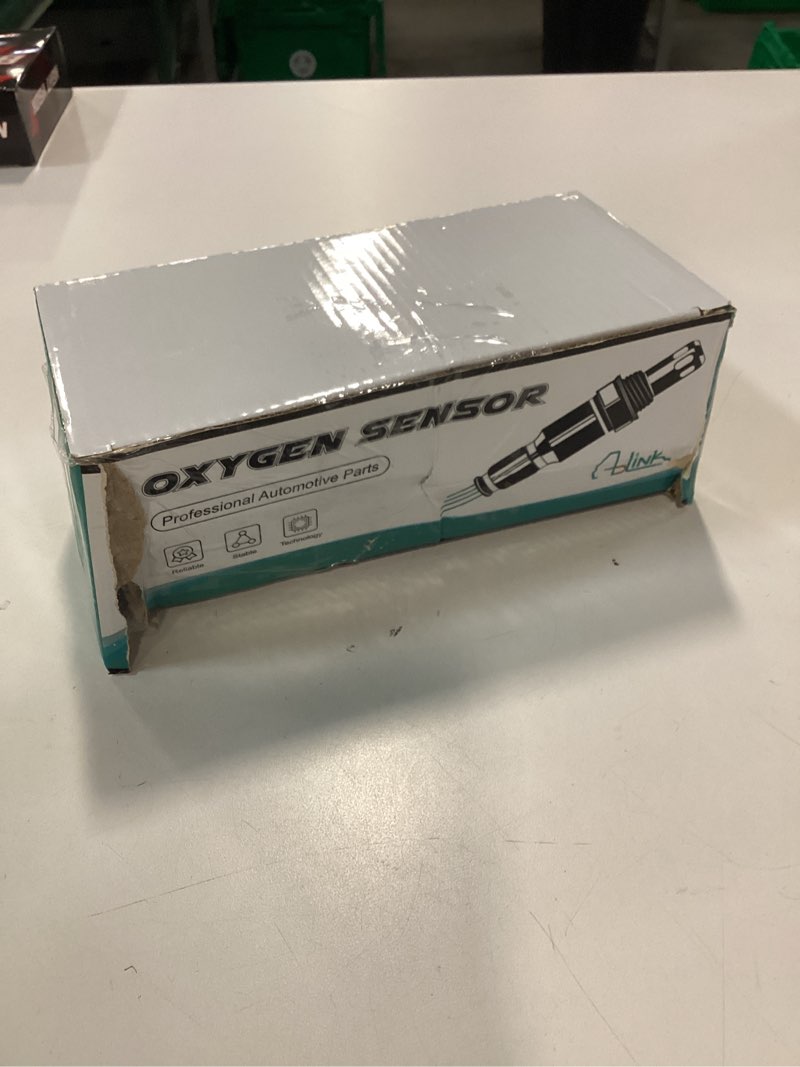 OXYGEN SENSOR
Professional Automotive Parts
Reliable
Stable
Technology